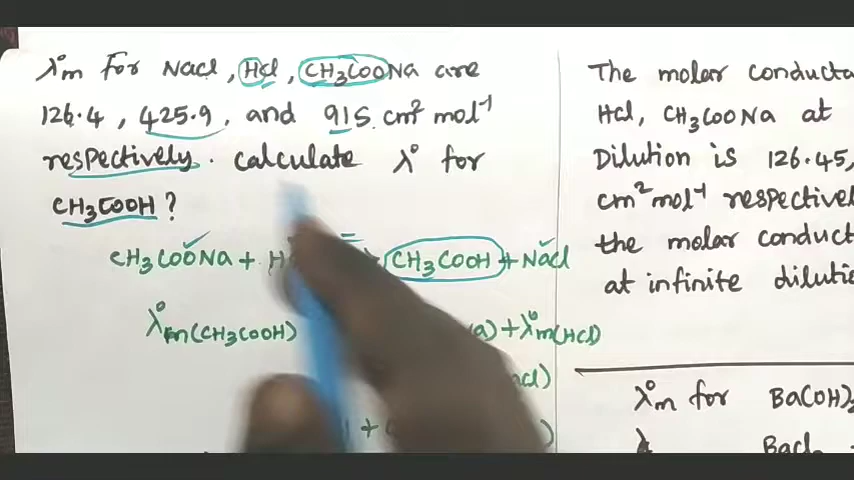 λ°m for Nacl, Hcl, CH3COONa are
126.4, 425.9, and 91S. cm² mol⁻¹
respectively. calculate λ° for
CH3COOH?
CH3COONa + H CH3COOH + Nacl
λ°m(CH3COOH) a) + λ°m(HCl)
acl)
+ )
The molar conducta
Hcl, CH3COONa at
Dilution is 126.45,
cm² mol⁻¹ respectivel
the molar conduct
at infinite dilutio
λ°m for Ba(OH)2
λ BaCl